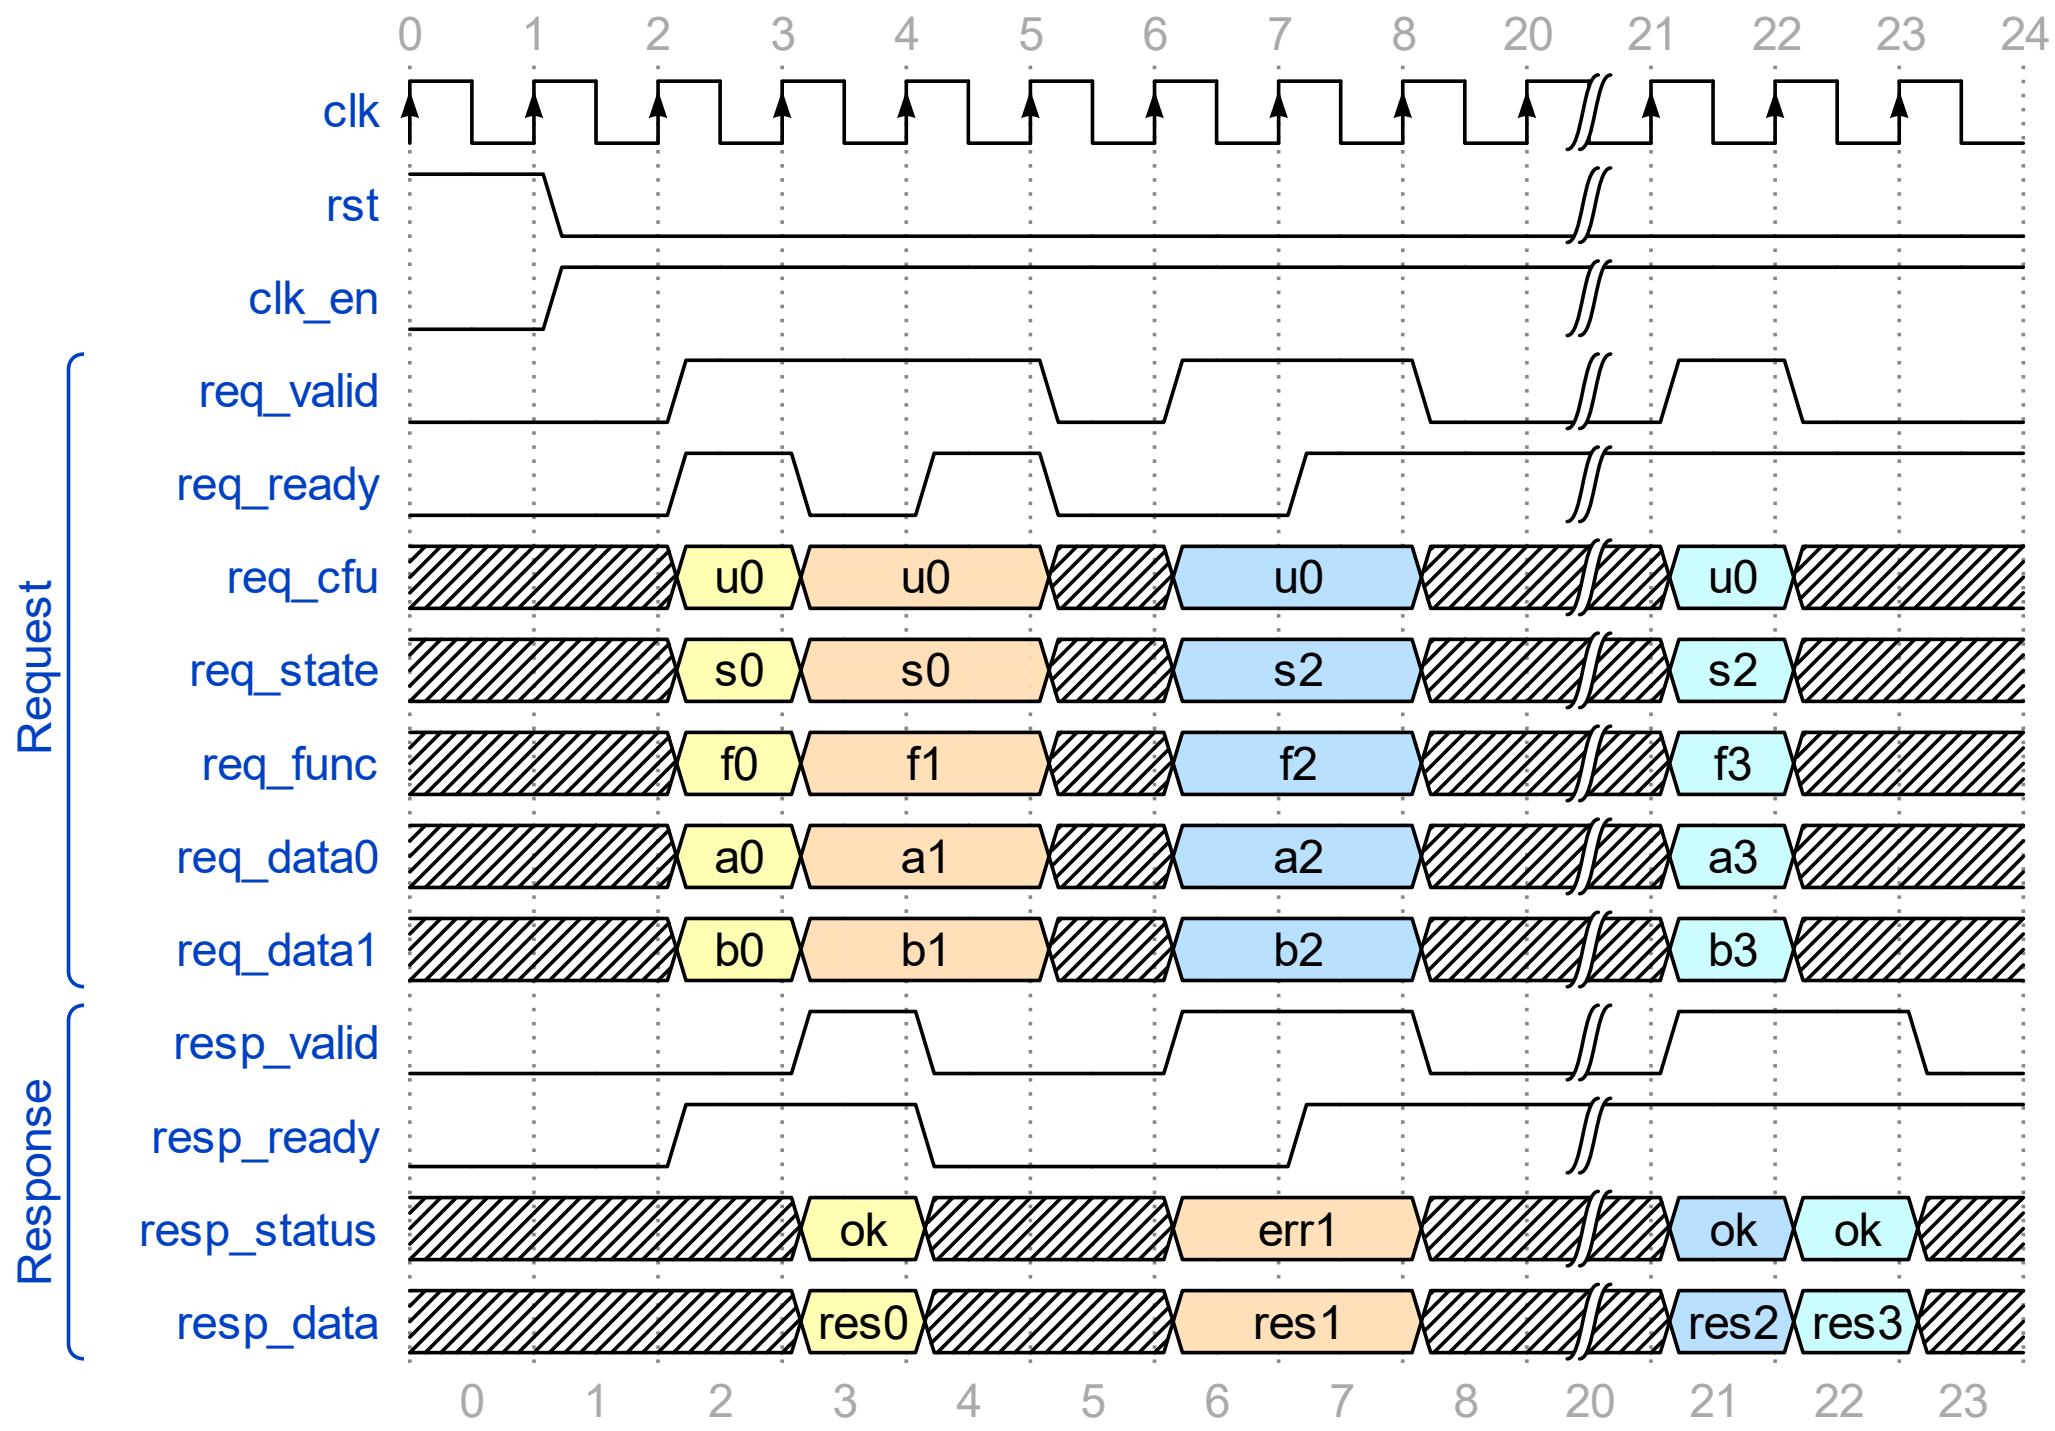 0 1 2 3 4 5 6 7 8 20 21 22 23 24
clk
rst
clk_en
Request
req_valid
req_ready
req_cfu u0 u0 u0 u0
req_state s0 s0 s2 s2
req_func f0 f1 f2 f3
req_data0 a0 a1 a2 a3
req_data1 b0 b1 b2 b3
Response
resp_valid
resp_ready
resp_status ok err1 ok ok
resp_data res0 res1 res2 res3
0 1 2 3 4 5 6 7 8 20 21 22 23